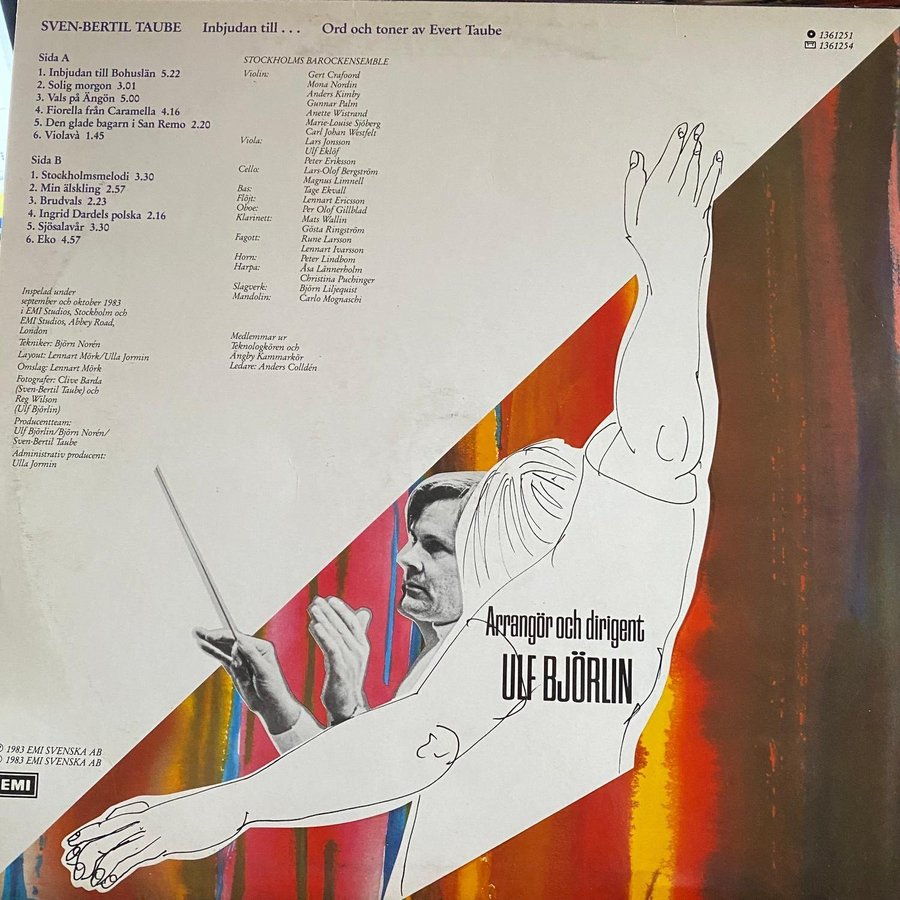 SVEN-BERTIL TAUBE Inbjudan till . . . Ord och toner av Evert Taube
1361251
1361254
Sida A
1. Inbjudan till Bohuslän 5.22
2. Solig morgon 3.01
3. Vals på Ängön 5.00
4. Fiorella från Caramella 4.16
5. Den glade bagarn i San Remo 2.20
6. Violavà 1.45
Sida B
1. Stockholmsmelodi 3.30
2. Min älskling 2.57
3. Brudvals 2.23
4. Ingrid Dardels polska 2.16
5. Sjösalavår 3.30
6. Eko 4.57
STOCKHOLMS BAROCKENSEMBLE
Violin: Gert Crafoord
Mona Nordin
Anders Kimby
Gunnar Palm
Anette Wistrand
Marie-Louise Sjöberg
Carl Johan Westfelt
Viola: Lars Jonsson
Ulf Eklöf
Peter Eriksson
Cello: Lars-Olof Bergström
Magnus Limnell
Bas: Tage Ekvall
Flöjt: Lennart Ericsson
Oboe: Per Olof Gillblad
Klarinett: Mats Wallin
Gösta Ringström
Fagott: Rune Larsson
Lennart Ivarsson
Horn: Peter Lindbom
Harpa: Åsa Lännerholm
Christina Puchinger
Slagverk: Björn Liljequist
Mandolin: Carlo Mognaschi
Medlemmar ur
Teknologkören och
Ängby Kammarkör
Ledare: Anders Colldén
Inspelad under
september och oktober 1983
i EMI Studios, Stockholm och
EMI Studios, Abbey Road,
London
Tekniker: Björn Norén
Layout: Lennart Mörk/Ulla Jormin
Omslag: Lennart Mörk
Fotografer: Clive Barda
(Sven-Bertil Taube) och
Reg Wilson
(Ulf Björlin)
Producentteam:
Ulf Björlin/Björn Norén/
Sven-Bertil Taube
Administrativ producent:
Ulla Jormin
Arrangör och dirigent
ULF BJÖRLIN
℗ 1983 EMI SVENSKA AB
© 1983 EMI SVENSKA AB
EMI